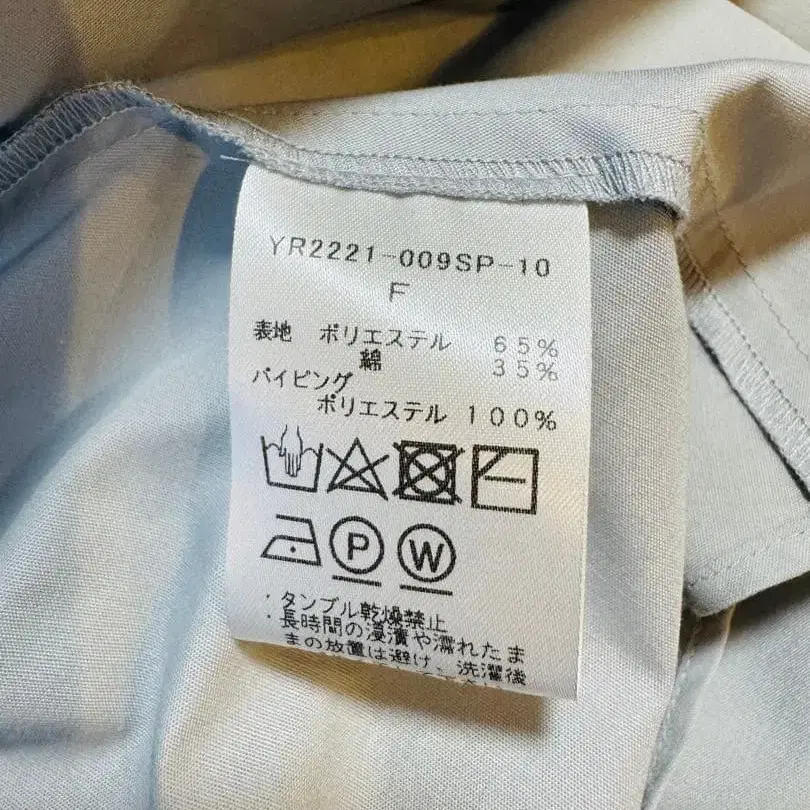 YR2221-009SP-10
F
表地 ポリエステル 65%
綿 35%
パイピング
ポリエステル 100%
P W
・タンブル乾燥禁止
・長時間の浸漬や濡れたま
まの放置は避け、洗濯後